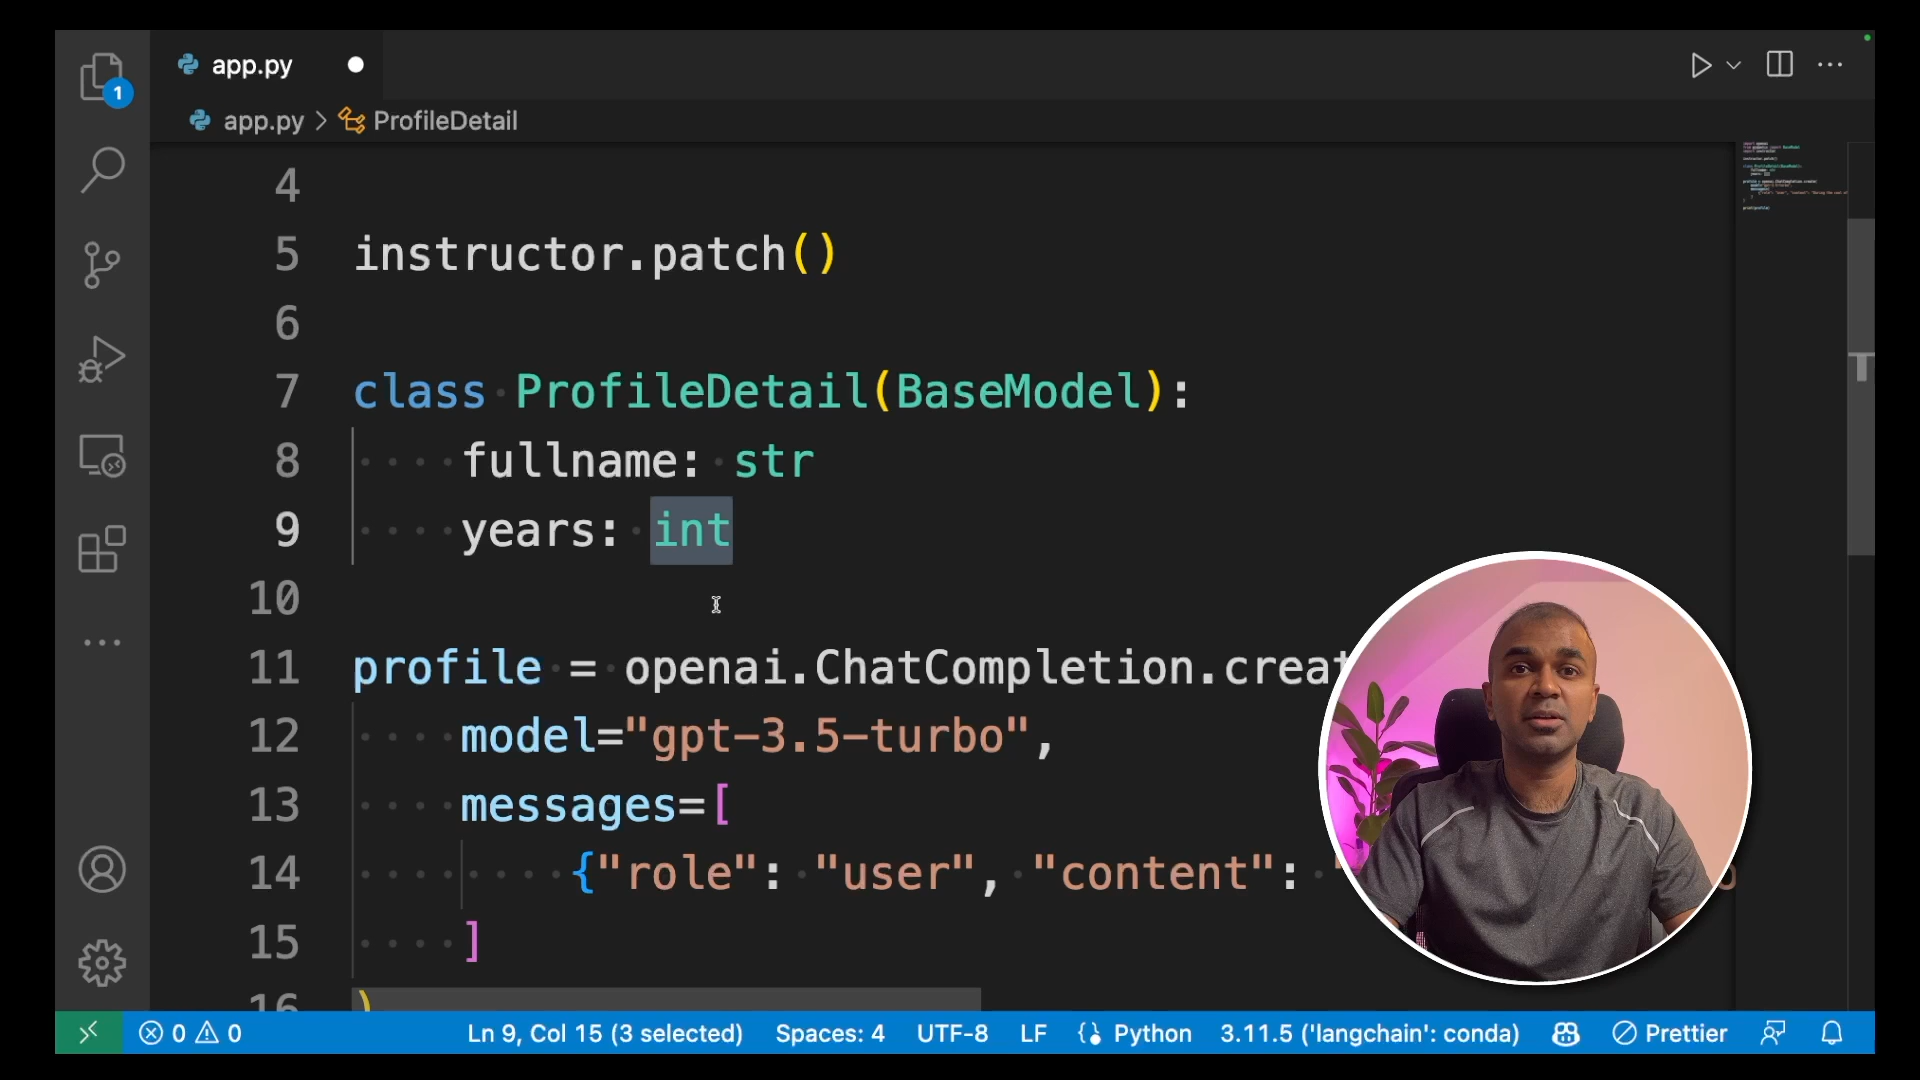 app.py
1
app.py > ProfileDetail
4
5 instructor.patch()
6
7 class ProfileDetail(BaseModel):
8 fullname: str
9 years: int
10
11 profile = openai.ChatCompletion.creat
12 model="gpt-3.5-turbo",
13 messages=[
14 {"role": "user", "content": "
15 ]
16 )
0 0 Ln 9, Col 15 (3 selected) Spaces: 4 UTF-8 LF Python 3.11.5 ('langchain': conda) Prettier